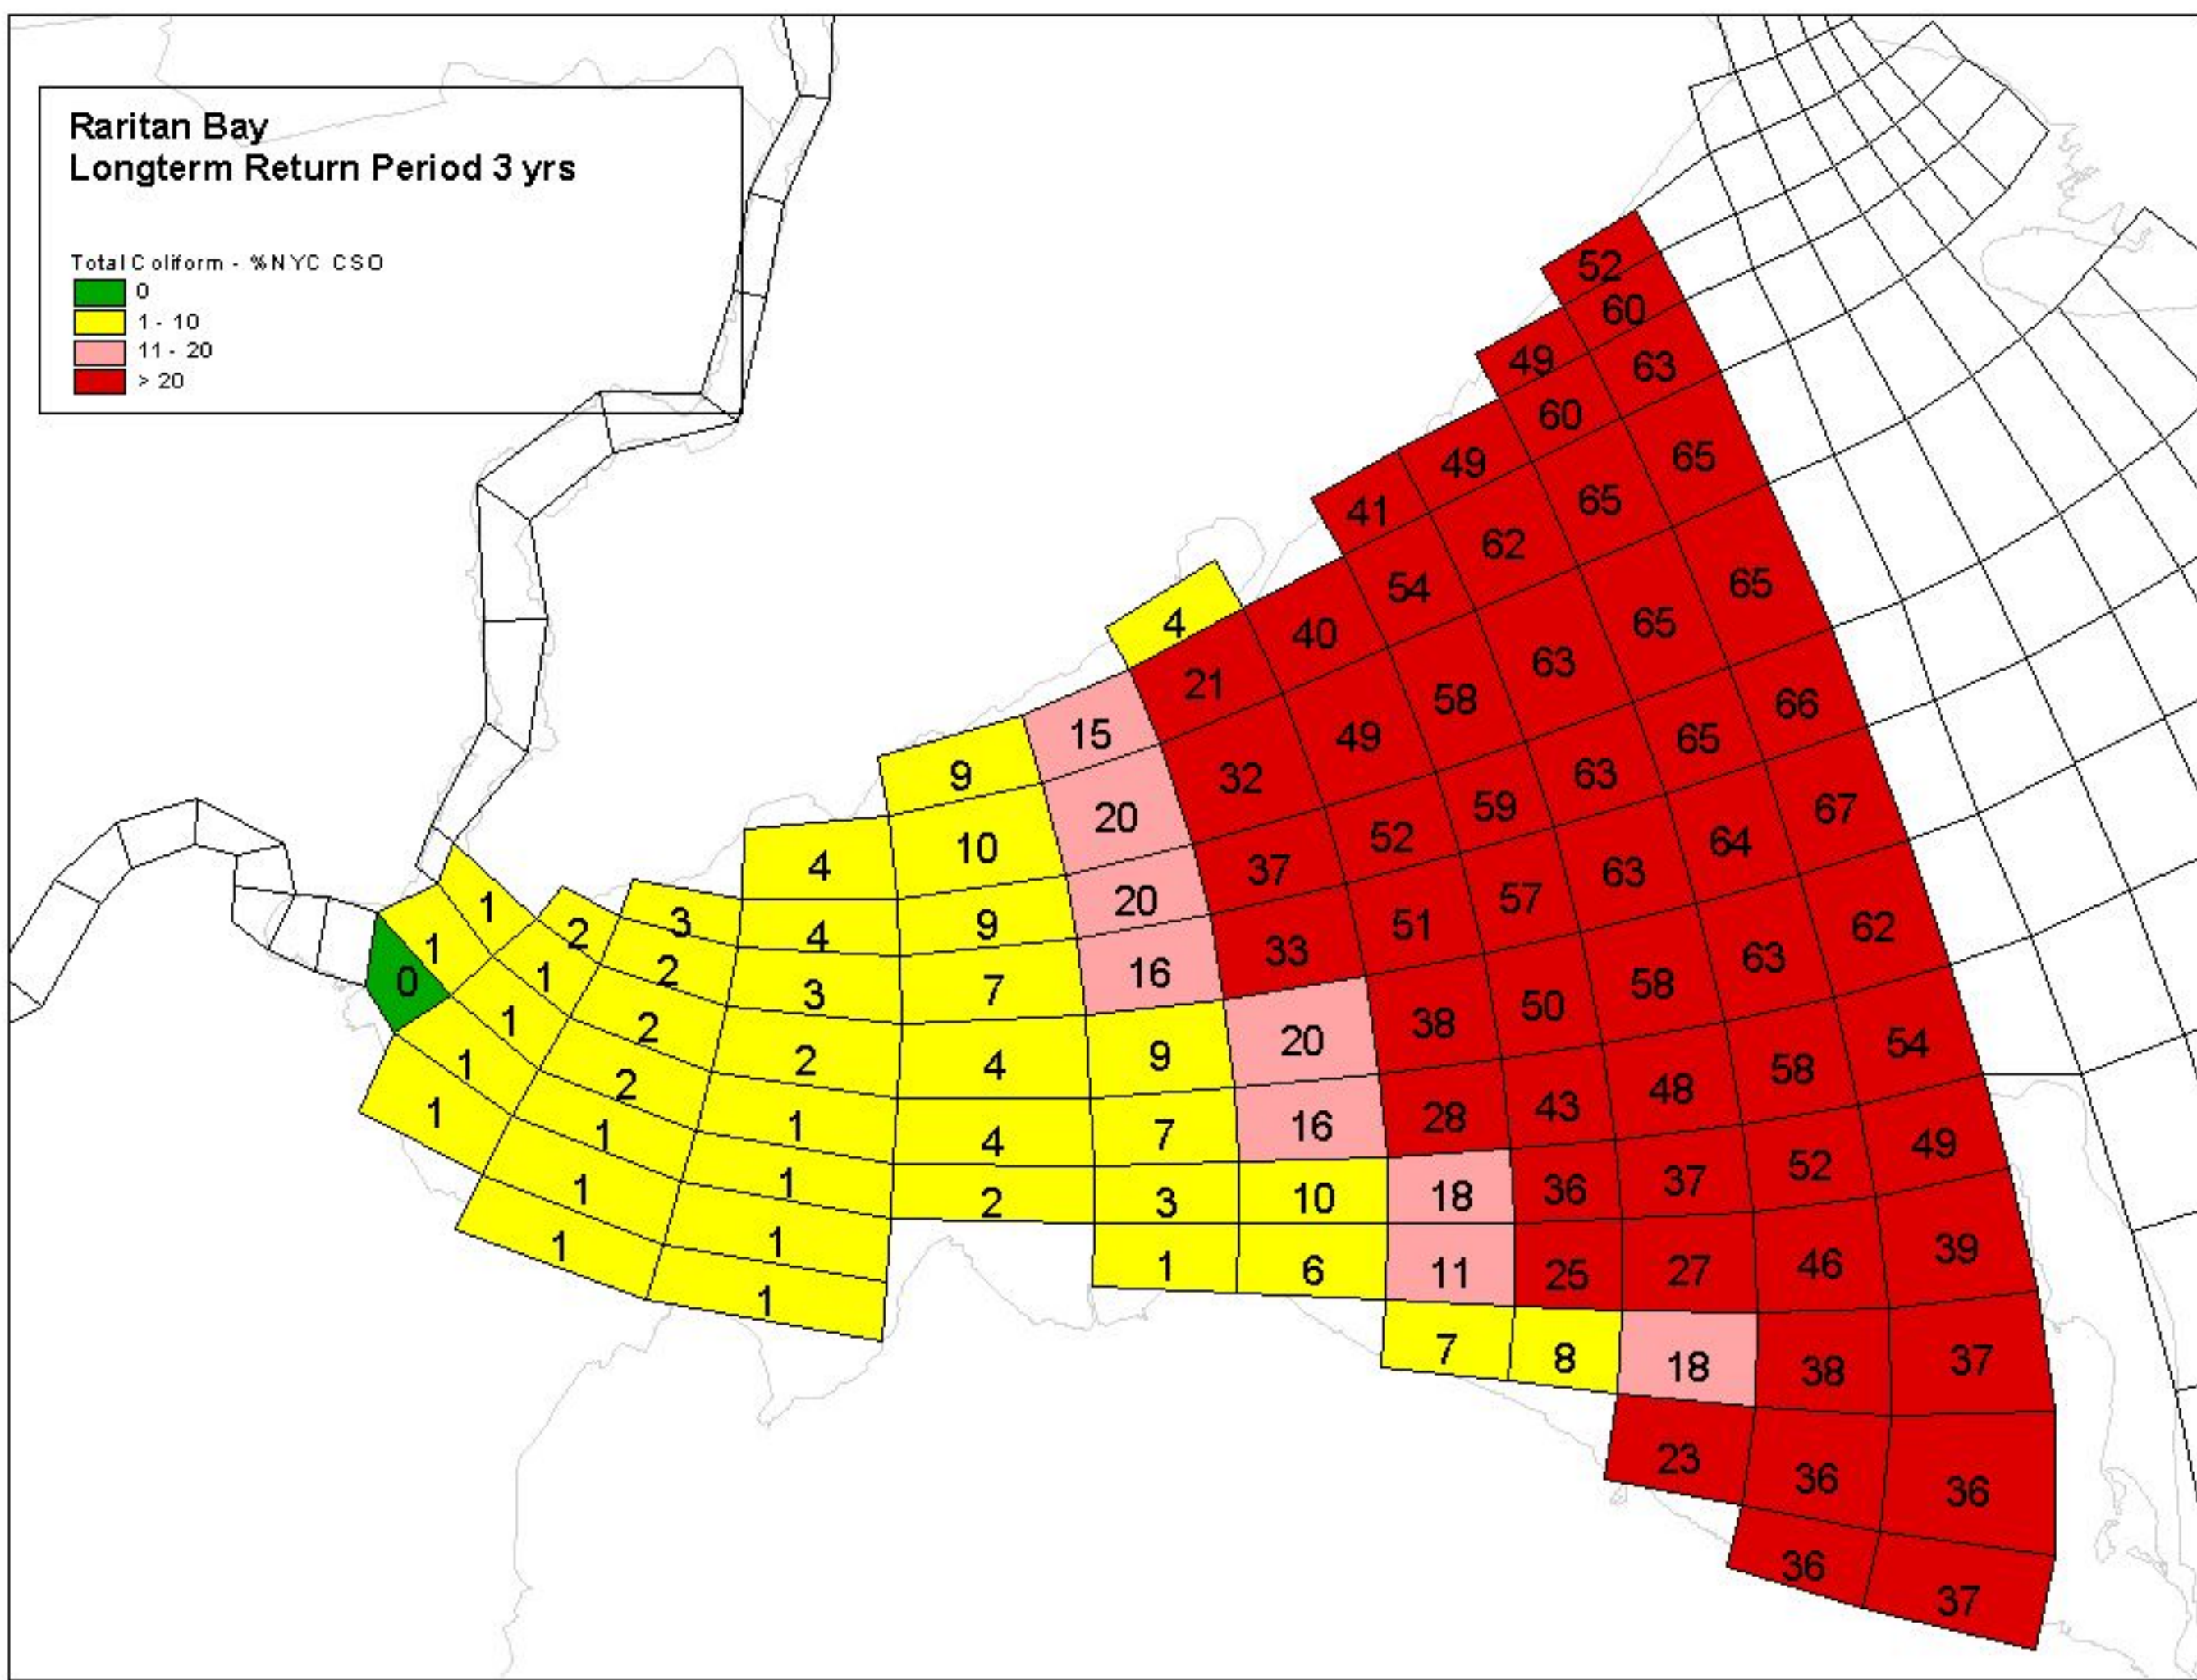 Raritan Bay
Longterm Return Period 3 yrs
Total Coliform - %NYC CSO
0
1 - 10
11 - 20
> 20
52
60
49 63
60
49 65
41 65
62
54 65
4 40 65
21 63
15 58 66
49 65
9 32 63
20 59 67
10 52 64
4 37 63
20 57
1 3 9 51 62
2 4 33 63
1 2 16 58
0 1 3 7 50
1 2 20 38 54
1 2 4 9 58
2 43 48
1 1 4 7 16 28 49
1 52
1 1 2 3 10 18 36 37
1 1 1 6 11 25 27 46 39
1 7 8 18 38 37
23 36 36
36 37